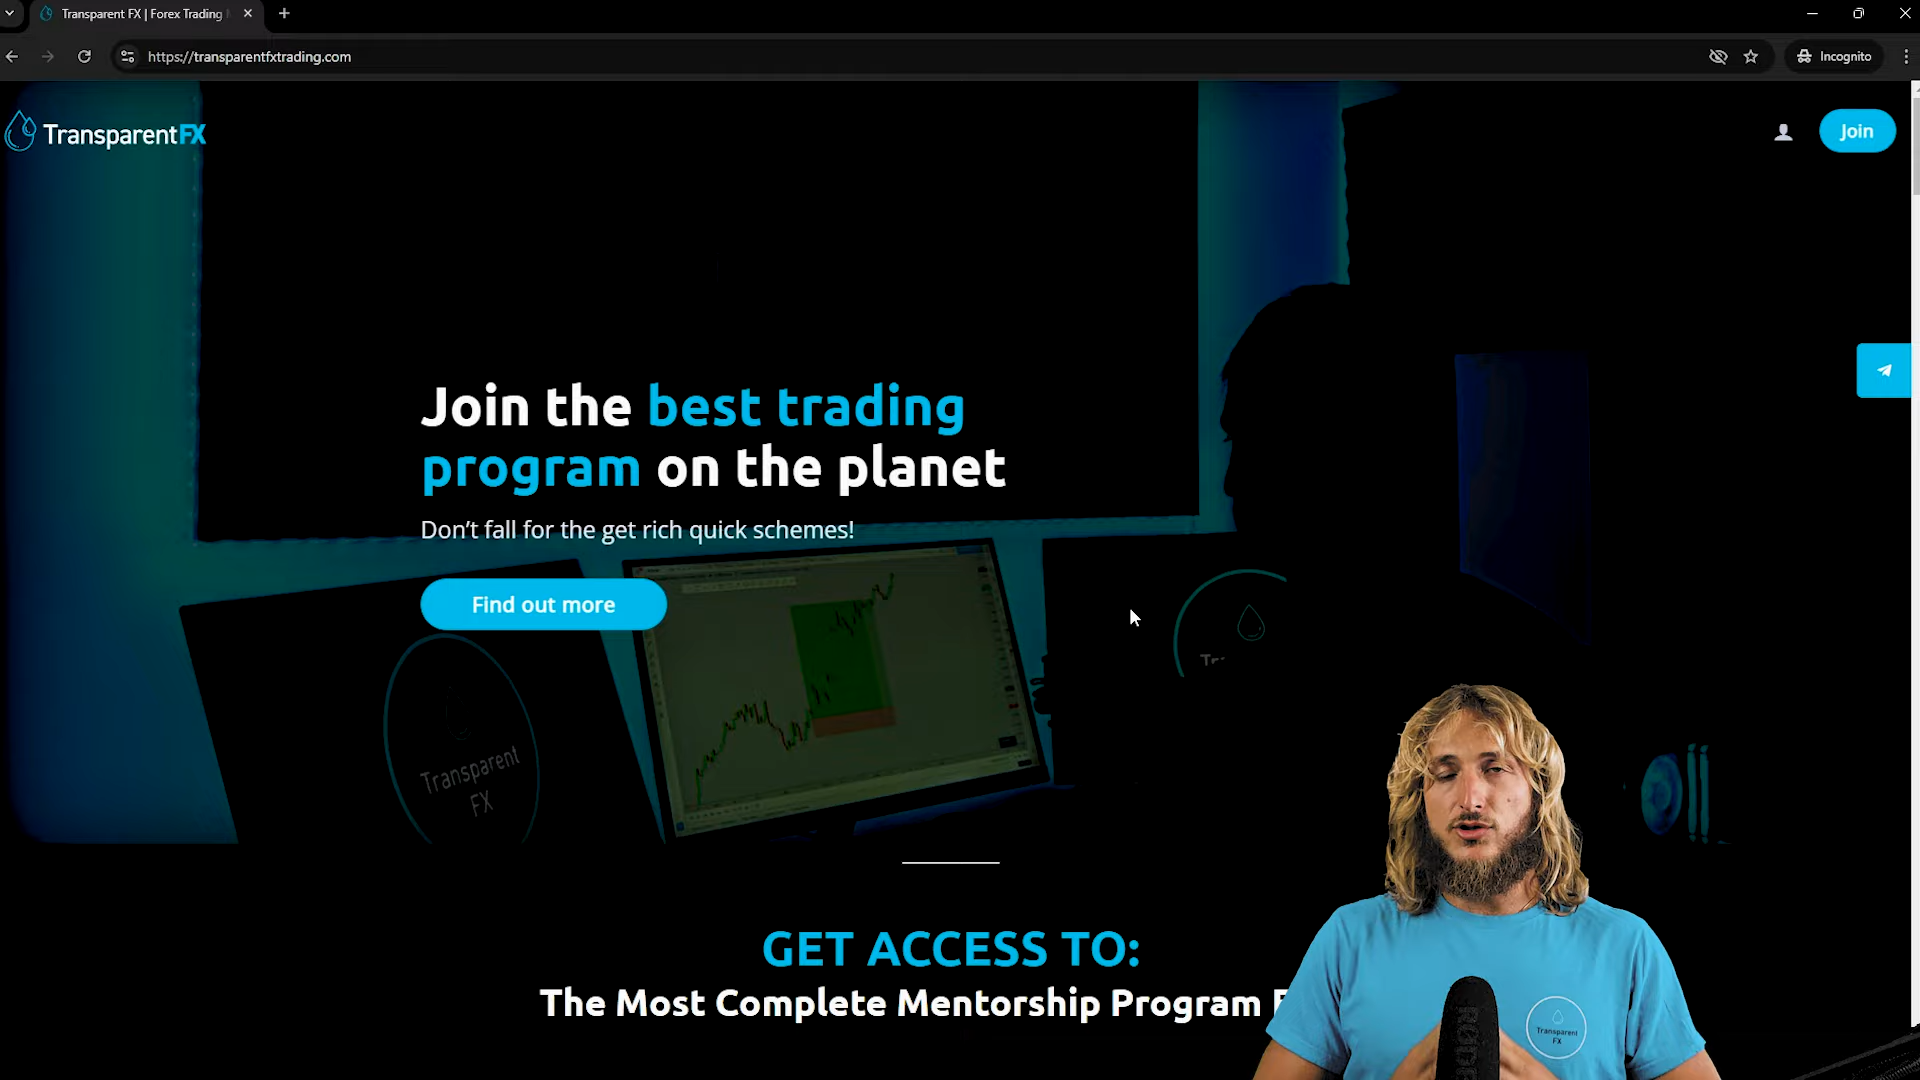 Transparent FX | Forex Trading
https://transparentfxtrading.com
Incognito
TransparentFX
Join
Join the best trading
program on the planet
Don't fall for the get rich quick schemes!
Find out more
Transparent
FX
GET ACCESS TO:
The Most Complete Mentorship Program
Transparent
FX
RODE